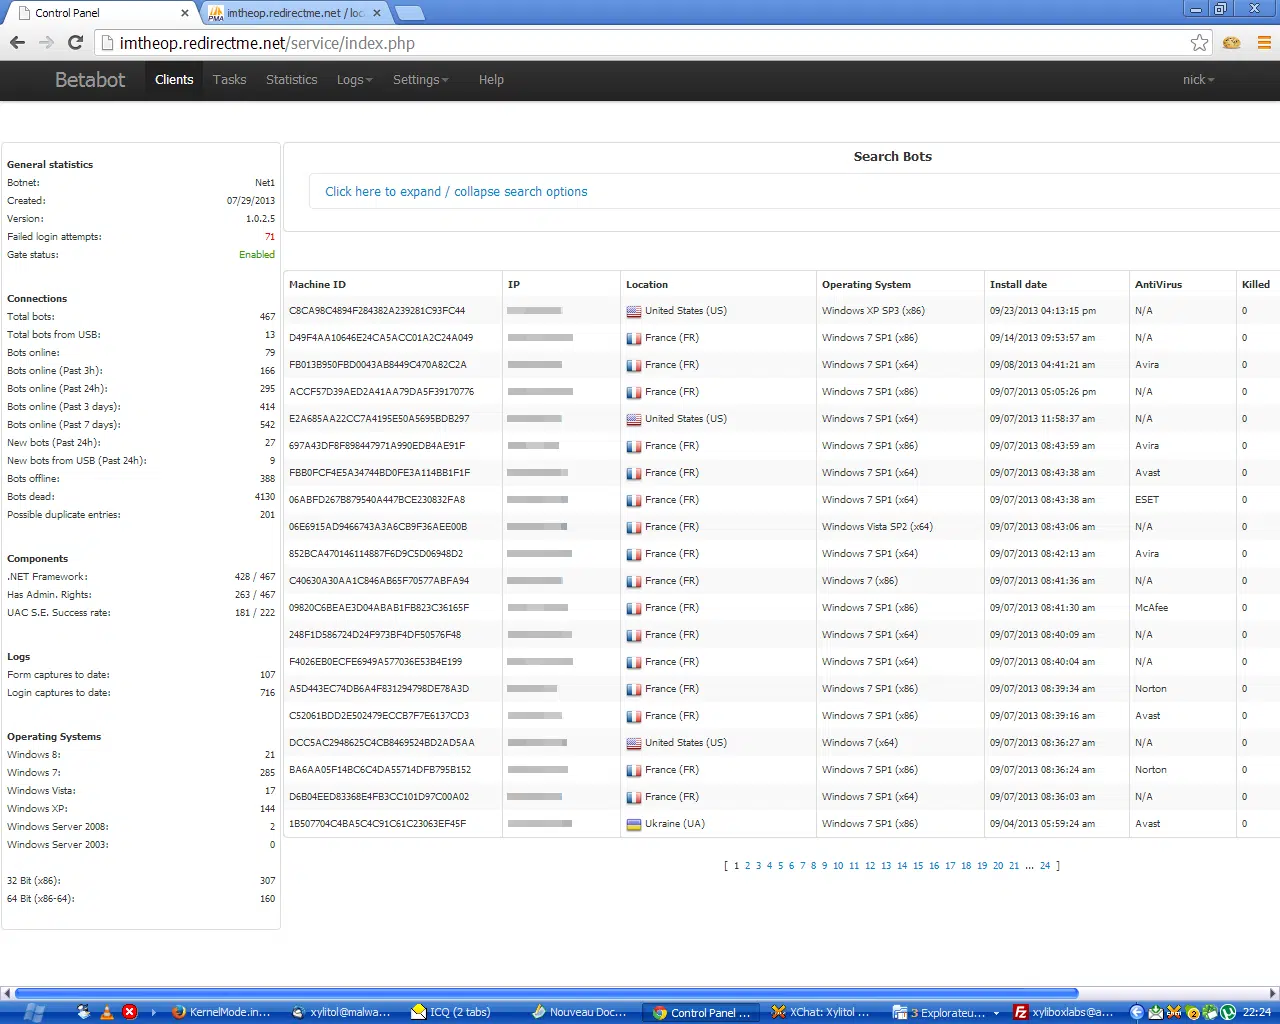 Control Panel
imtheop.redirectme.net / loc
imtheop.redirectme.net/service/index.php
Betabot Clients Tasks Statistics Logs Settings Help nick
General statistics
Botnet: Net1
Created: 07/29/2013
Version: 1.0.2.5
Failed login attempts: 71
Gate status: Enabled
Connections
Total bots: 467
Total bots from USB: 13
Bots online: 79
Bots online (Past 3h): 166
Bots online (Past 24h): 295
Bots online (Past 3 days): 414
Bots online (Past 7 days): 542
New bots (Past 24h): 27
New bots from USB (Past 24h): 9
Bots offline: 388
Bots dead: 4130
Possible duplicate entries: 201
Components
.NET Framework: 428 / 467
Has Admin. Rights: 263 / 467
UAC S.E. Success rate: 181 / 222
Logs
Form captures to date: 107
Login captures to date: 716
Operating Systems
Windows 8: 21
Windows 7: 285
Windows Vista: 17
Windows XP: 144
Windows Server 2008: 2
Windows Server 2003: 0
32 Bit (x86): 307
64 Bit (x86-64): 160
Search Bots
Click here to expand / collapse search options
Machine ID IP Location Operating System Install date AntiVirus Killed
C8CA98C4894F284382A239281C93FC44 United States (US) Windows XP SP3 (x86) 09/23/2013 04:13:15 pm N/A 0
D49F4AA10646E24CA5ACC01A2C24A049 France (FR) Windows 7 SP1 (x86) 09/14/2013 09:53:57 am N/A 0
FB013B950FBD0043AB8449C470A82C2A France (FR) Windows 7 SP1 (x64) 09/08/2013 04:41:21 am Avira 0
ACCF57D39AED2A41AA79DA5F39170776 France (FR) Windows 7 SP1 (x86) 09/07/2013 05:05:26 pm N/A 0
E2A685AA22CC7A4195E50A5695BDB297 United States (US) Windows 7 SP1 (x64) 09/07/2013 11:58:37 am N/A 0
697A43DF8F898447971A990EDB4AE91F France (FR) Windows 7 SP1 (x86) 09/07/2013 08:43:59 am Avira 0
FBB0FCF4E5A34744BD0FE3A114BB1F1F France (FR) Windows 7 SP1 (x64) 09/07/2013 08:43:38 am Avast 0
06ABFD267B879540A447BCE230832FA8 France (FR) Windows 7 SP1 (x64) 09/07/2013 08:43:38 am ESET 0
06E6915AD9466743A3A6CB9F36AEE00B France (FR) Windows Vista SP2 (x64) 09/07/2013 08:43:06 am N/A 0
852BCA470146114887F6D9C5D06948D2 France (FR) Windows 7 SP1 (x64) 09/07/2013 08:42:13 am Avira 0
C40630A30AA1C846AB65F70577ABFA94 France (FR) Windows 7 (x86) 09/07/2013 08:41:36 am N/A 0
09820C6BEAE3D04ABAB1FB823C36165F France (FR) Windows 7 SP1 (x86) 09/07/2013 08:41:30 am McAfee 0
248F1D586724D24F973BF4DF50576F48 France (FR) Windows 7 SP1 (x64) 09/07/2013 08:40:09 am N/A 0
F4026EB0ECFE6949A577036E53B4E199 France (FR) Windows 7 SP1 (x64) 09/07/2013 08:40:04 am N/A 0
A5D443EC74DB6A4F831294798DE78A3D France (FR) Windows 7 SP1 (x86) 09/07/2013 08:39:34 am Norton 0
C52061BDD2E502479ECCB7F7E6137CD3 France (FR) Windows 7 SP1 (x86) 09/07/2013 08:39:16 am Avast 0
DCC5AC2948625C4CB8469524BD2AD5AA United States (US) Windows 7 (x64) 09/07/2013 08:36:27 am N/A 0
BA6AA05F14BC6C4DA55714DFB795B152 France (FR) Windows 7 SP1 (x86) 09/07/2013 08:36:24 am Norton 0
D6B04EED83368E4FB3CC101D97C00A02 France (FR) Windows 7 SP1 (x64) 09/07/2013 08:36:03 am N/A 0
1B507704C4BA5C4C91C61C23063EF45F Ukraine (UA) Windows 7 SP1 (x86) 09/04/2013 05:59:24 am Avast 0
[ 1 2 3 4 5 6 7 8 9 10 11 12 13 14 15 16 17 18 19 20 21 ... 24 ]
KernelMode.in... xylitol@malwa... ICQ (2 tabs) Nouveau Doc... Control Panel ... XChat: Xylitol ... 3 Explorateu... xyliboxlabs@a... 22:24